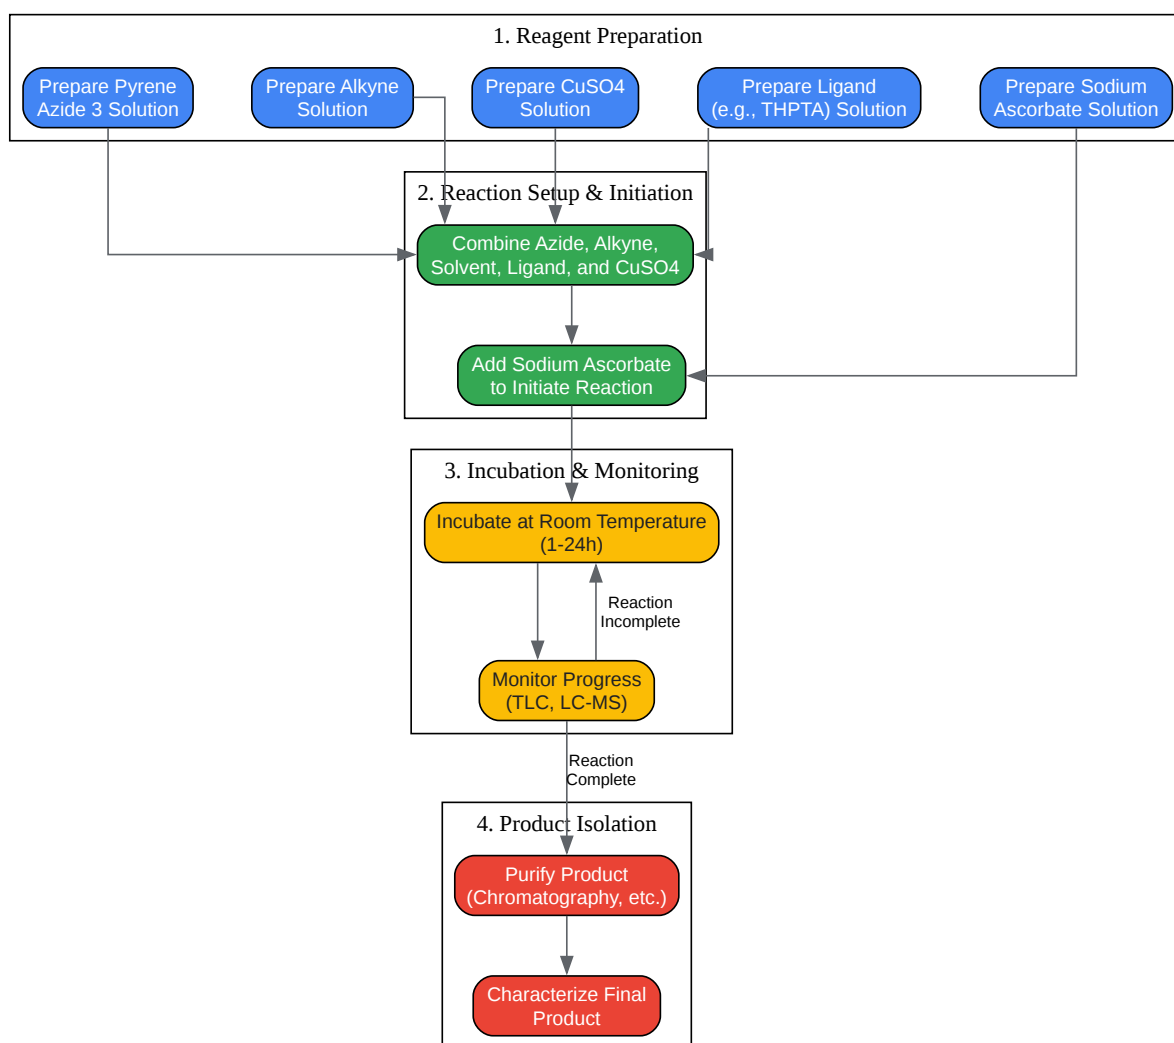 1. Reagent Preparation
Prepare Pyrene
Azide 3 Solution
Prepare Alkyne
Solution
Prepare CuSO4
Solution
Prepare Ligand
(e.g., THPTA) Solution
Prepare Sodium
Ascorbate Solution
2. Reaction Setup & Initiation
Combine Azide, Alkyne,
Solvent, Ligand, and CuSO4
Add Sodium Ascorbate
to Initiate Reaction
3. Incubation & Monitoring
Incubate at Room Temperature
(1-24h)
Reaction
Incomplete
Monitor Progress
(TLC, LC-MS)
Reaction
Complete
4. Product Isolation
Purify Product
(Chromatography, etc.)
Characterize Final
Product